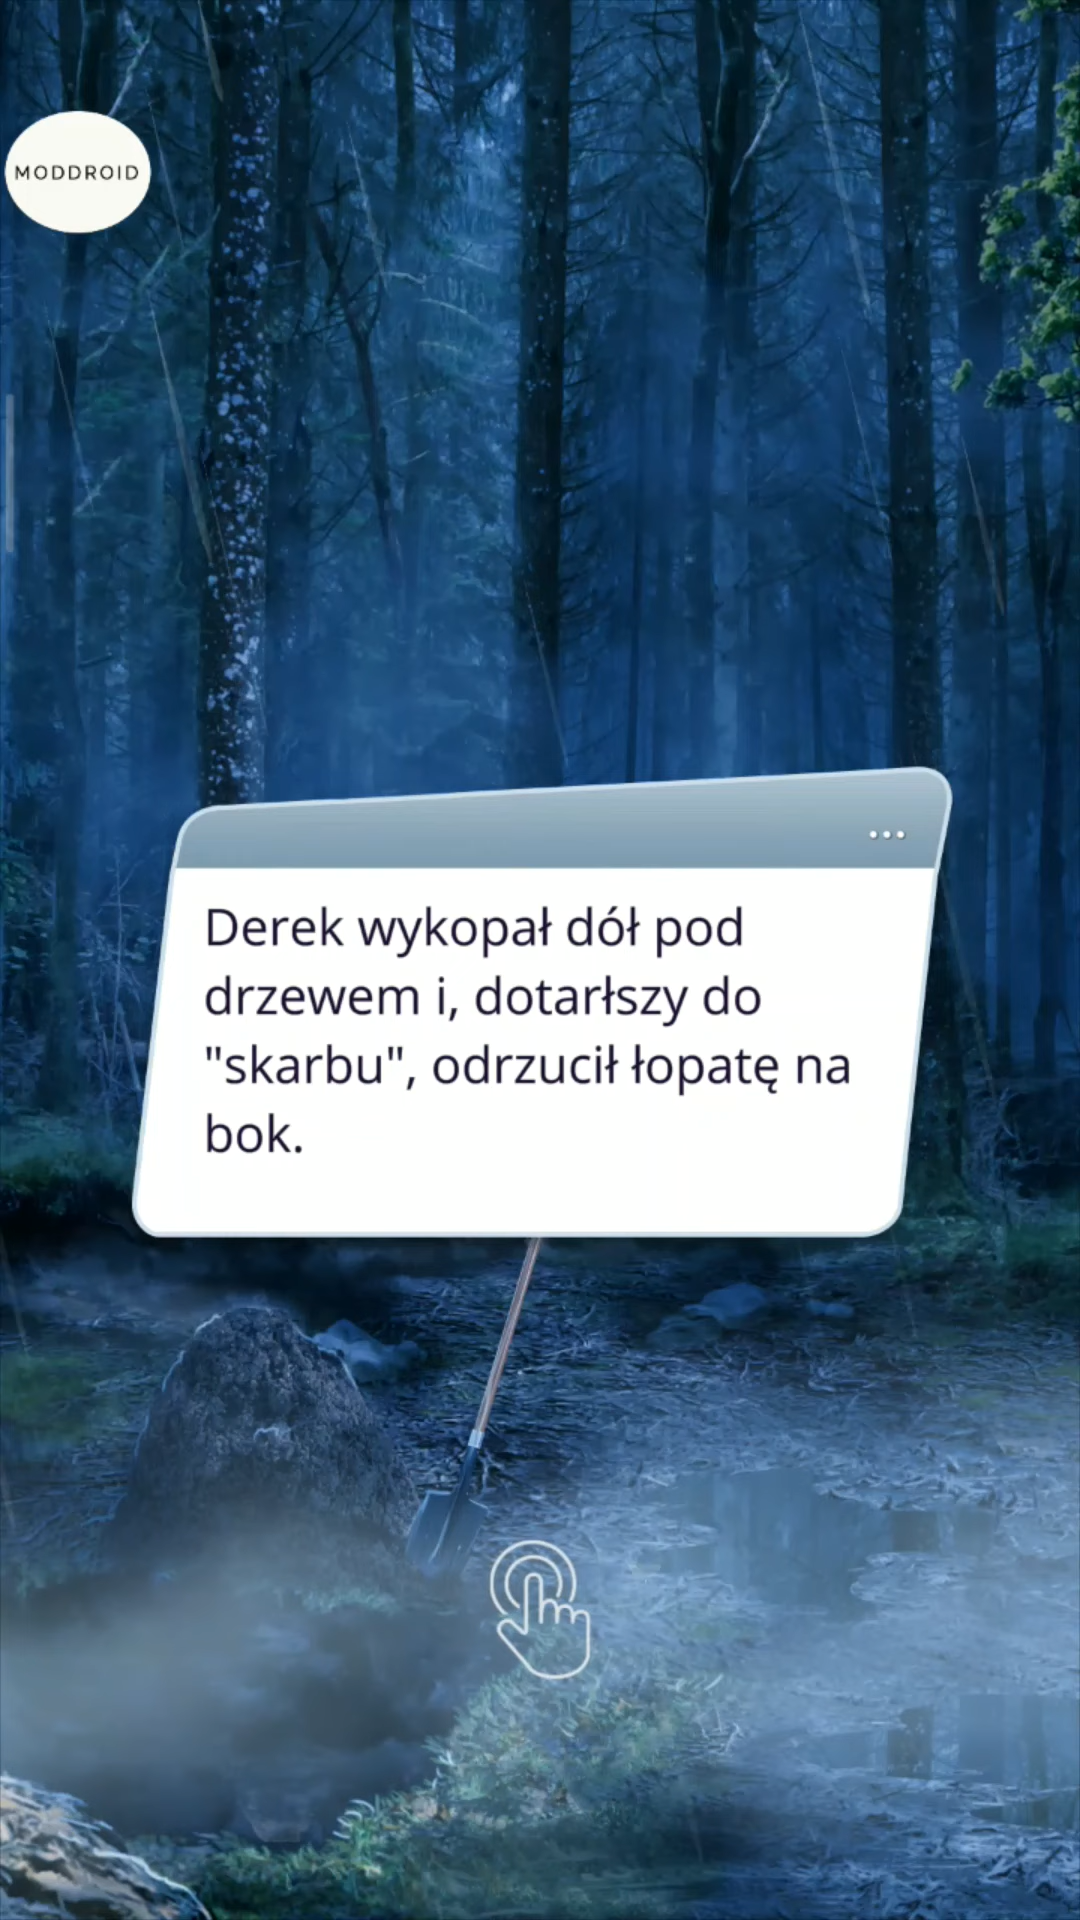 MODDROID
Derek wykopał dół pod
drzewem i, dotarłszy do
"skarbu", odrzucił łopatę na
bok.